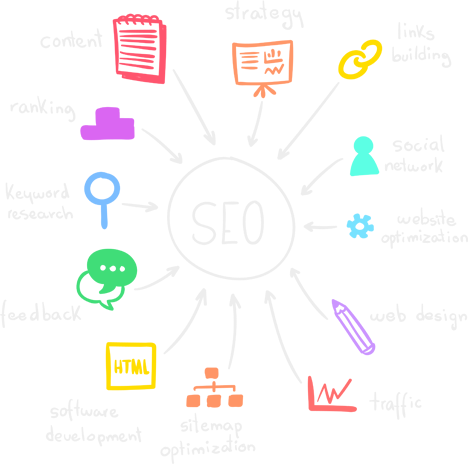 strategy
content
links
building
ranking
social
network
SEO
Keyword
research
website
optimization
feedback
web design
HTML
traffic
software
development
sitemap
optimization